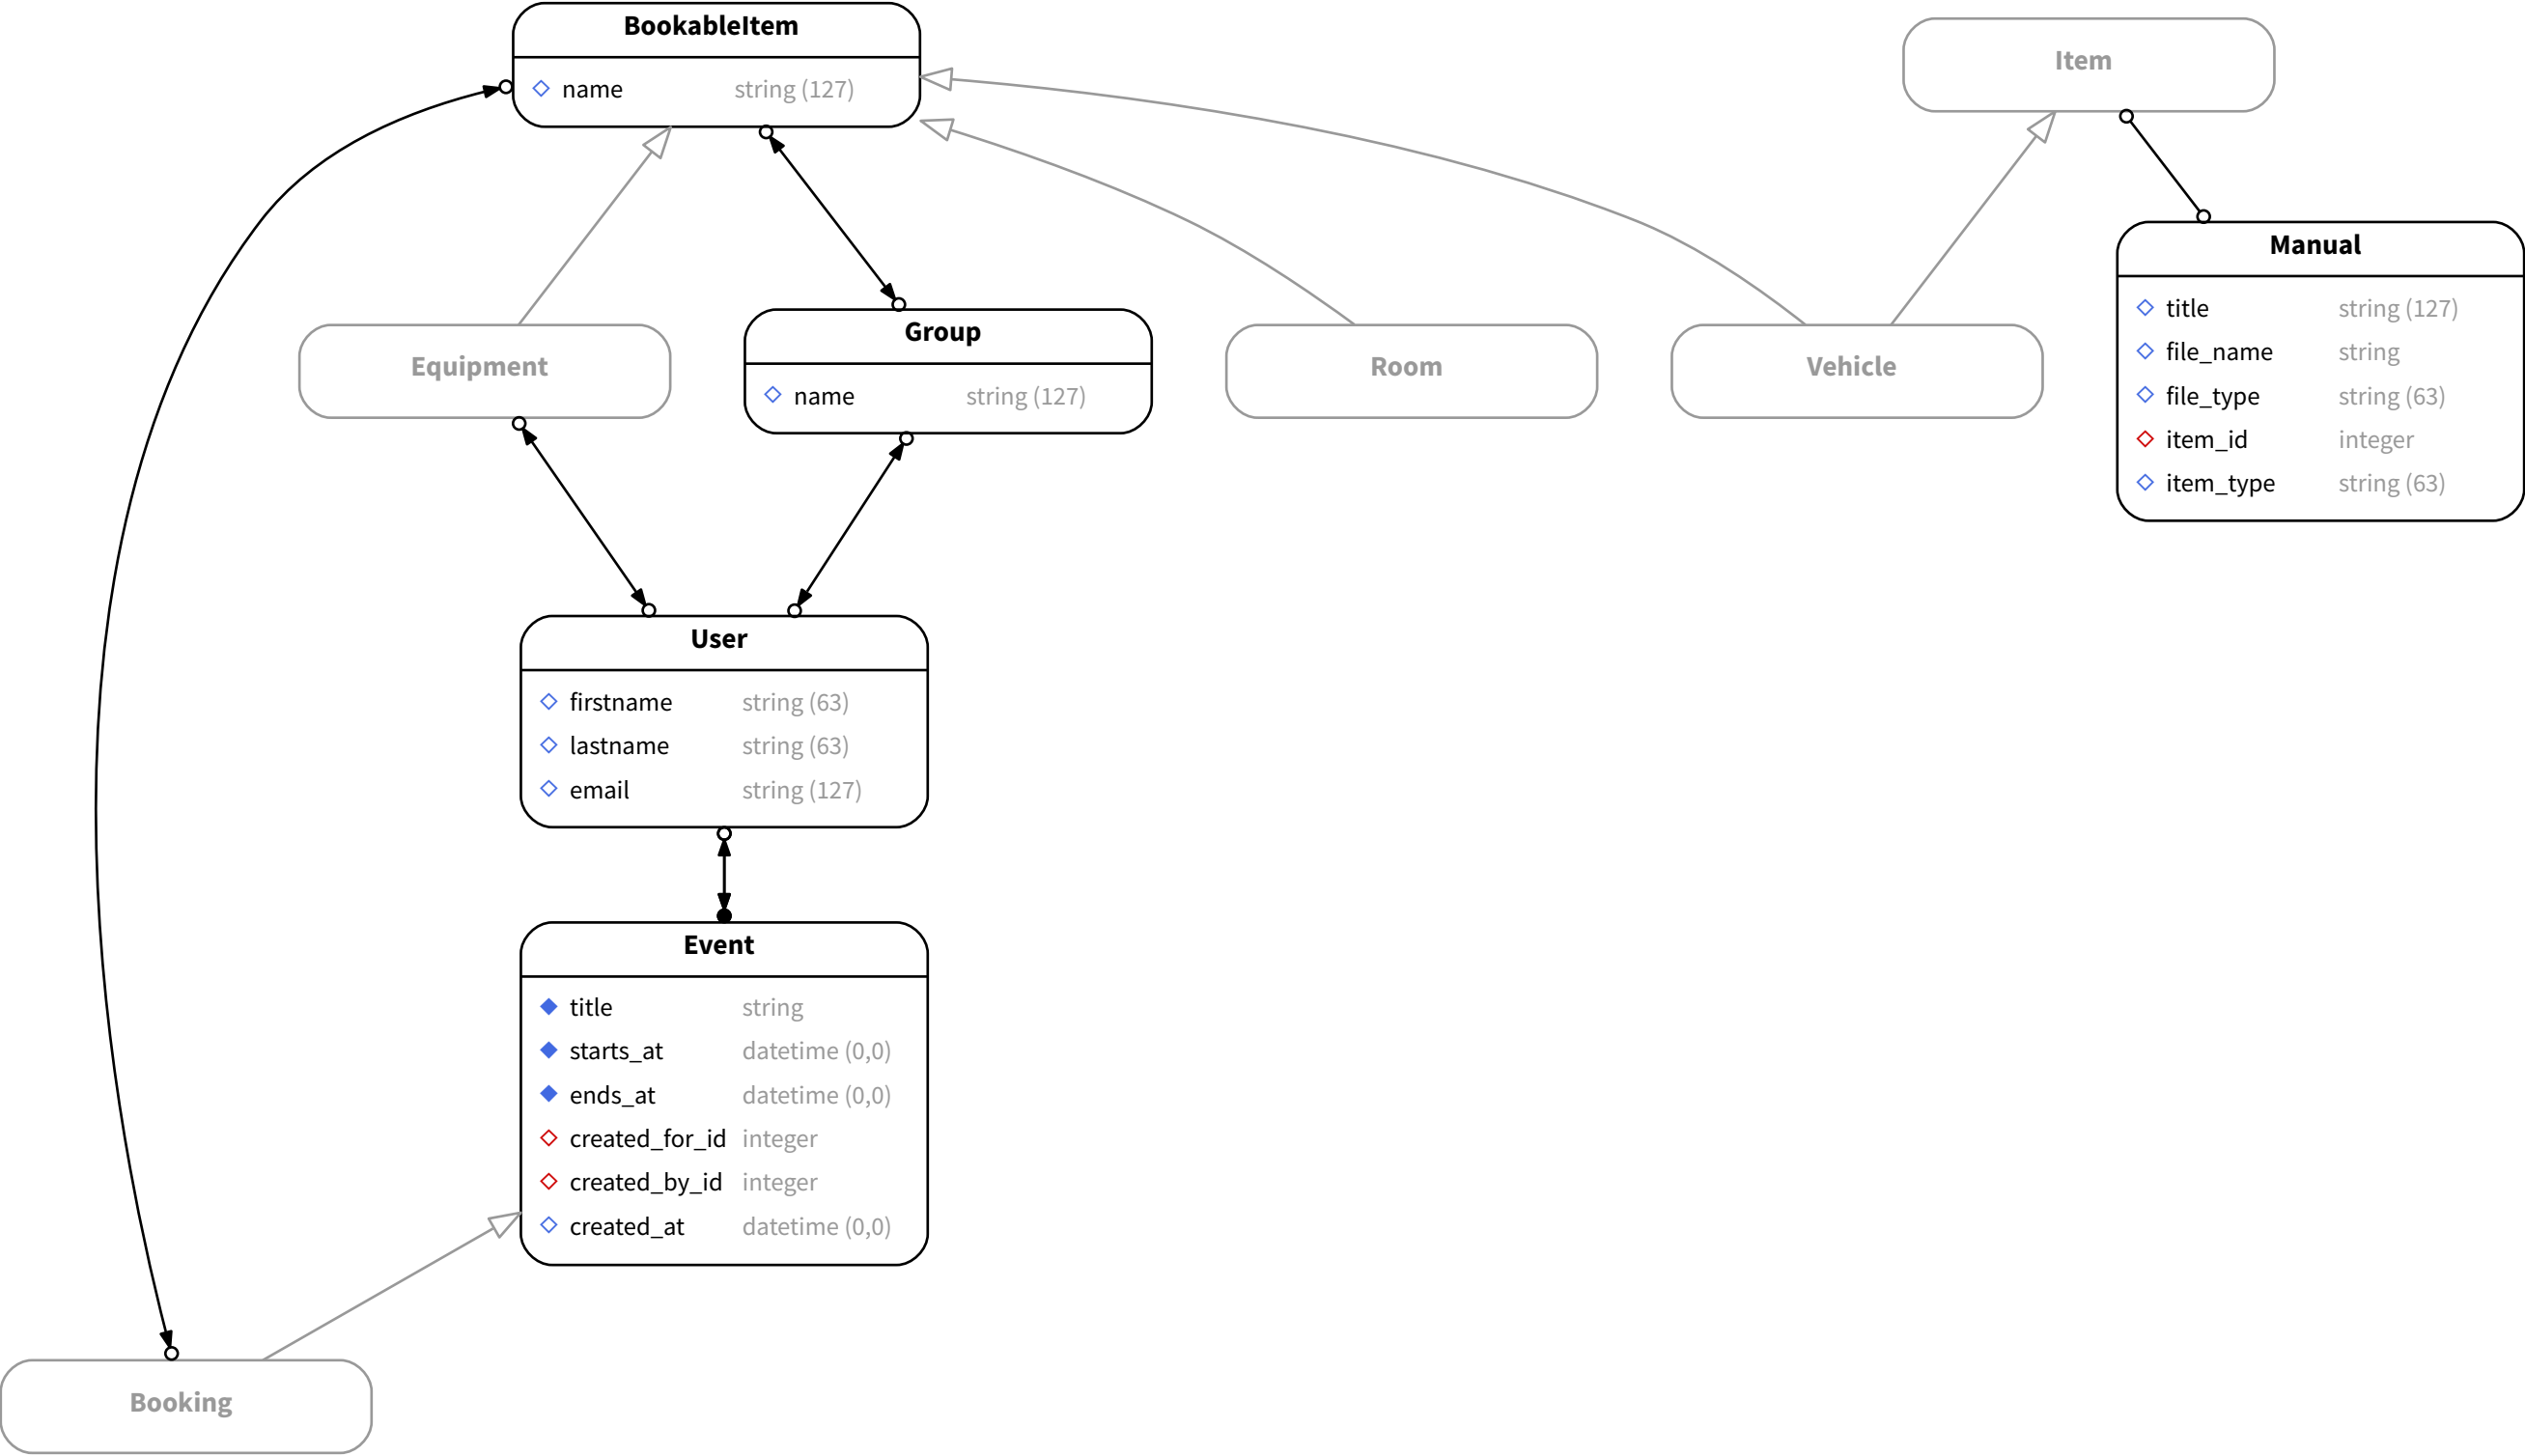 BookableItem
name string (127)
Item
Manual
title string (127)
file_name string
file_type string (63)
item_id integer
item_type string (63)
Equipment
Group
name string (127)
Room
Vehicle
User
firstname string (63)
lastname string (63)
email string (127)
Event
title string
starts_at datetime (0,0)
ends_at datetime (0,0)
created_for_id integer
created_by_id integer
created_at datetime (0,0)
Booking